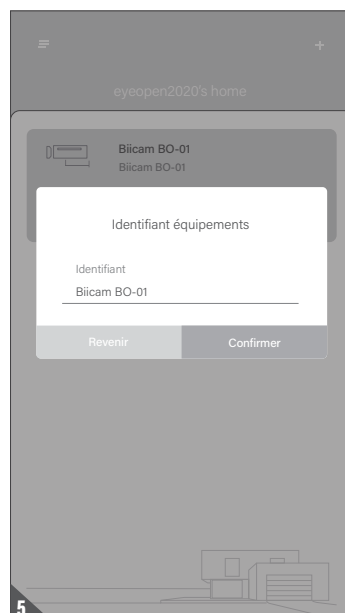 +
eyeopen2020's home
Biicam BO-01
Biicam BO-01
Identifiant équipements
Identifiant
Biicam BO-01
Revenir Confirmer
5